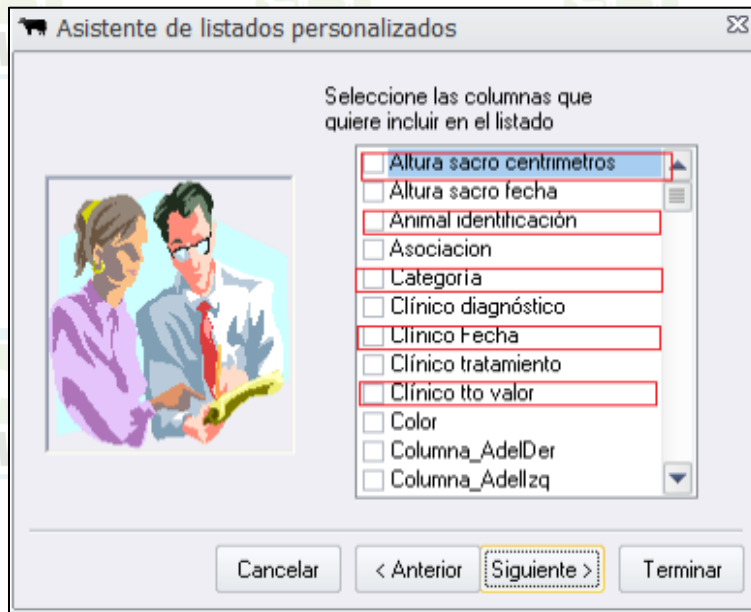 Asistente de listados personalizados
Seleccione las columnas que
quiere incluir en el listado
Altura sacro centrimetros
Altura sacro fecha
Animal identificación
Asociacion
Categoría
Clínico diagnóstico
Clínico Fecha
Clínico tratamiento
Clínico tto valor
Color
Columna_AdelDer
Columna_AdelIzq
Cancelar
< Anterior
Siguiente >
Terminar